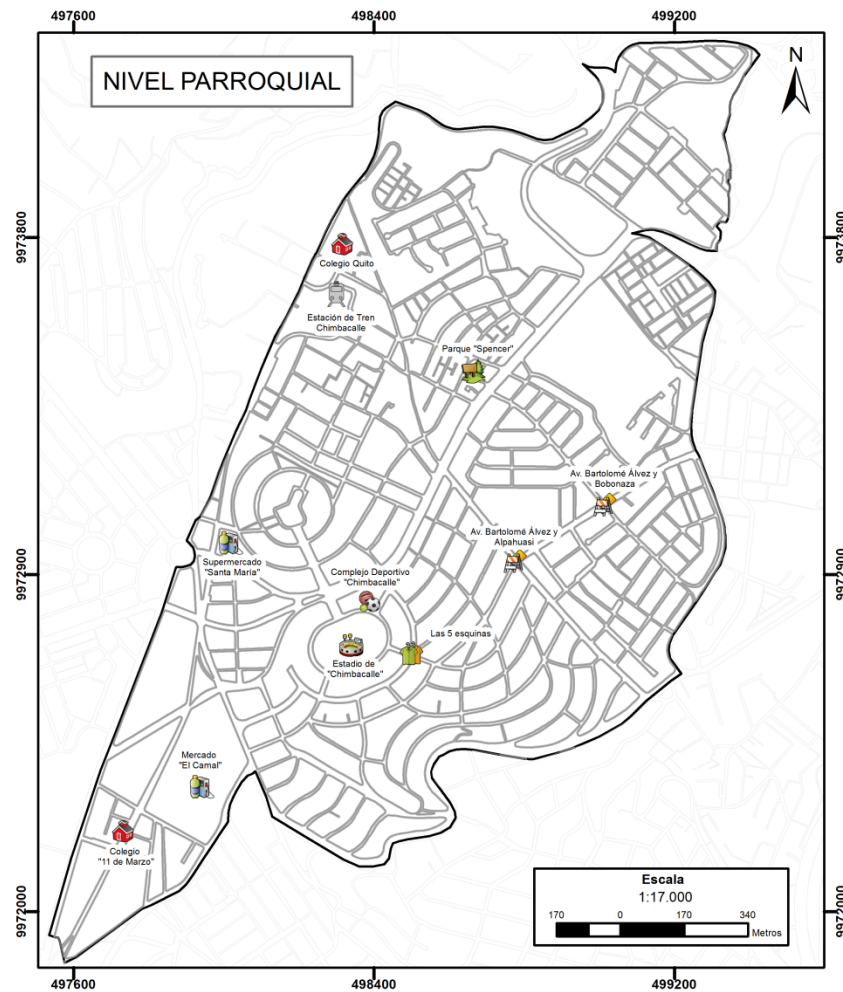 497600
498400
499200
NIVEL PARROQUIAL
N
9973800
9973800
Colegio Quito
Estación de Tren
Chimbacalle
Parque "Spencer"
Av. Bartolomé Álvez y
Bobonaza
Av. Bartolomé Álvez y
Alpahuasi
9972900
9972900
Supermercado
"Santa María"
Complejo Deportivo
"Chimbacalle"
Las 5 esquinas
Estadio de
"Chimbacalle"
Mercado
"El Camal"
Colegio
"11 de Marzo"
Escala
1:17.000
170
0
170
340
Metros
9972000
9972000
497600
498400
499200